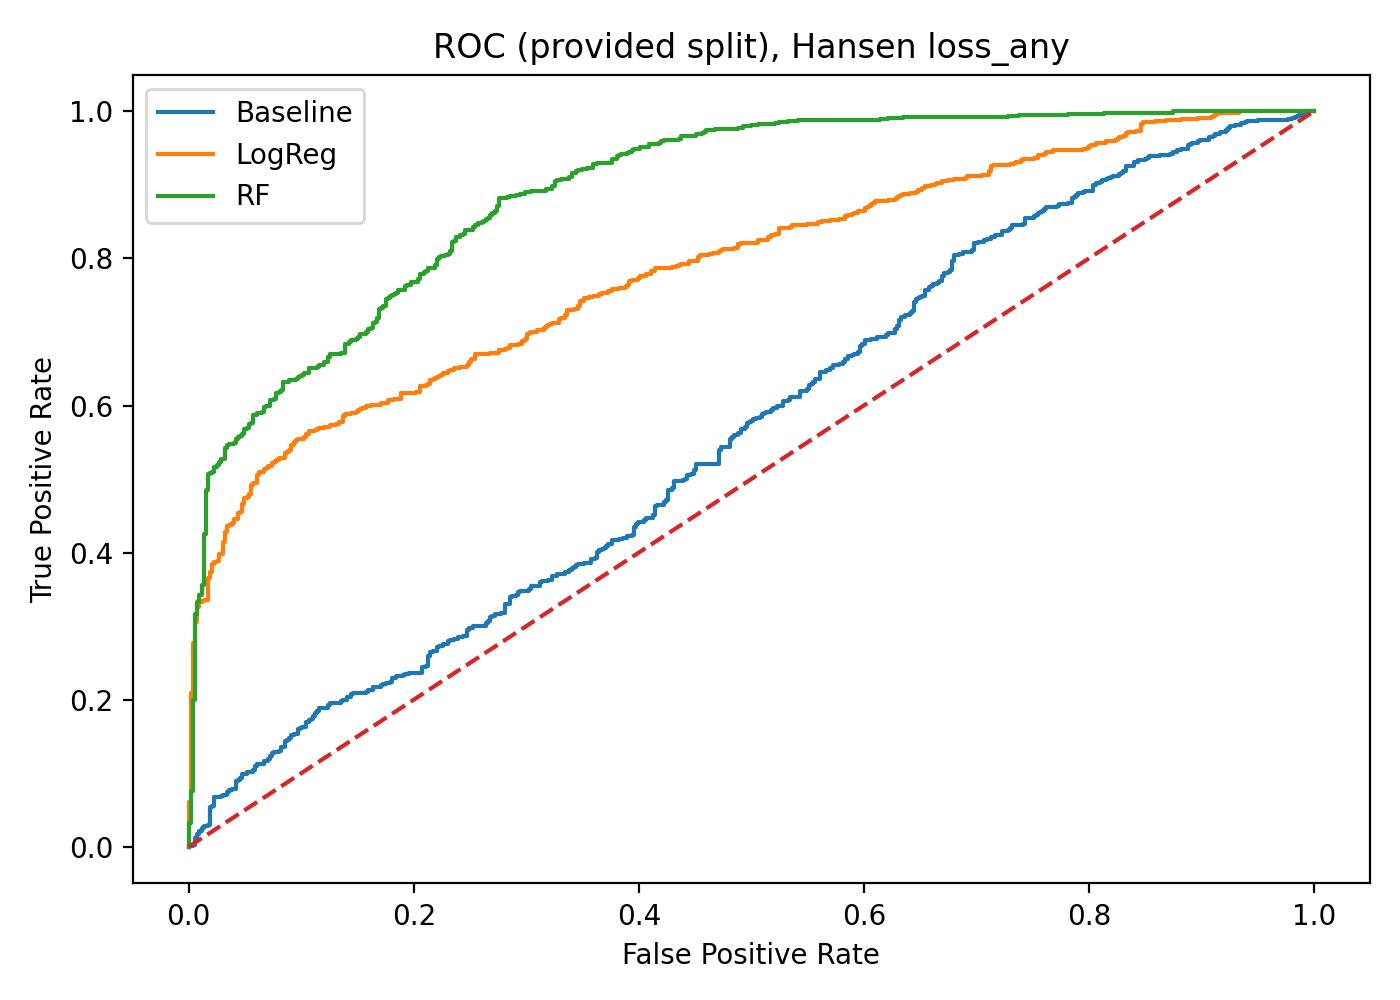 ROC (provided split), Hansen loss_any
Baseline
LogReg
RF
True Positive Rate
1.0
0.8
0.6
0.4
0.2
0.0
0.0 0.2 0.4 0.6 0.8 1.0
False Positive Rate